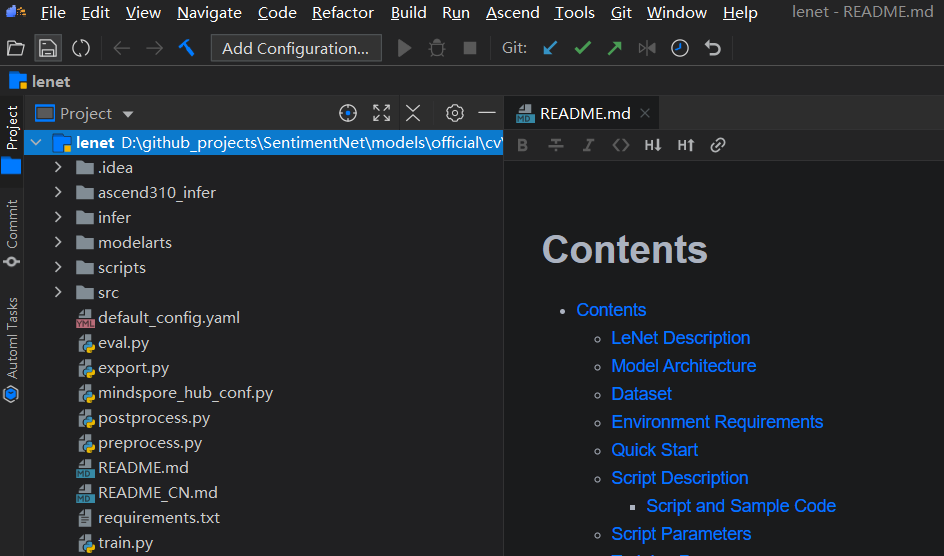 File Edit View Navigate Code Refactor Build Run Ascend Tools Git Window Help lenet - README.md
Add Configuration... Git:
lenet
Project
Commit
Automl Tasks
Project
lenet D:\github_projects\SentimentNet\models\official\cv\
.idea
ascend310_infer
infer
modelarts
scripts
src
default_config.yaml
eval.py
export.py
mindspore_hub_conf.py
postprocess.py
preprocess.py
README.md
README_CN.md
requirements.txt
train.py
README.md
B I H↓ H↑
Contents
Contents
LeNet Description
Model Architecture
Dataset
Environment Requirements
Quick Start
Script Description
Script and Sample Code
Script Parameters